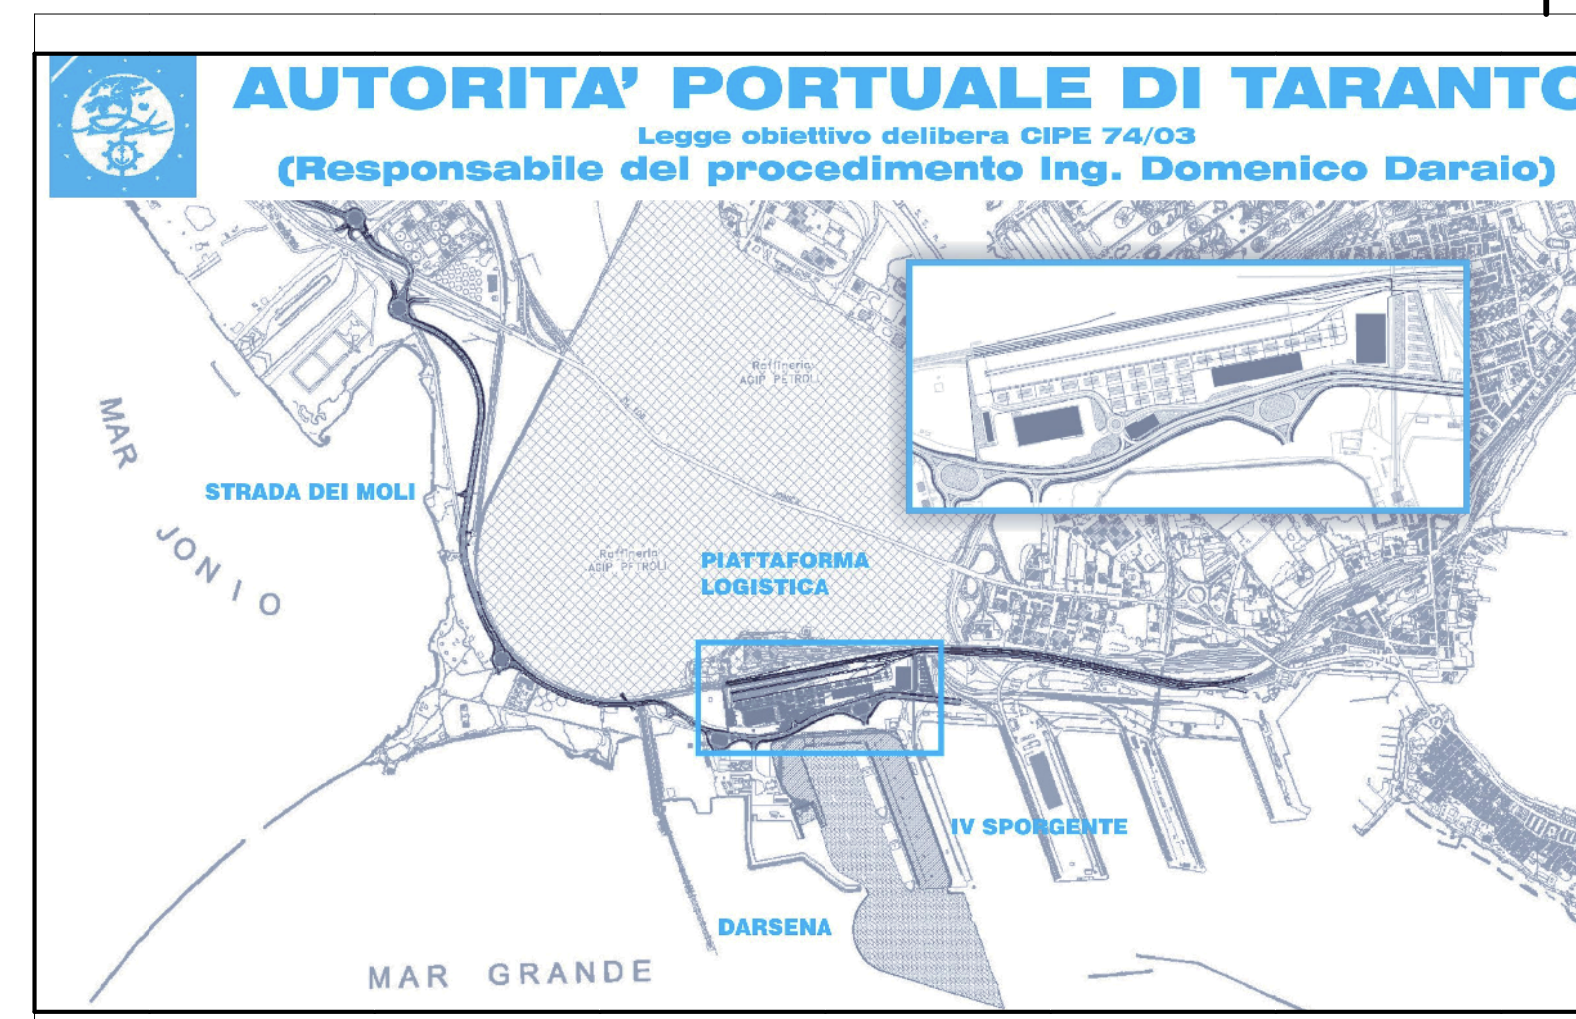 AUTORITA' PORTUALE DI TARANTO
Legge obiettivo delibera CIPE 74/03
(Responsabile del procedimento Ing. Domenico Daraio)
Raffineria
AGIP PETROLI
MAR
JONIO
STRADA DEI MOLI
Raffineria
AGIP PETROLI
PIATTAFORMA
LOGISTICA
IV SPORGENTE
DARSENA
MAR GRANDE